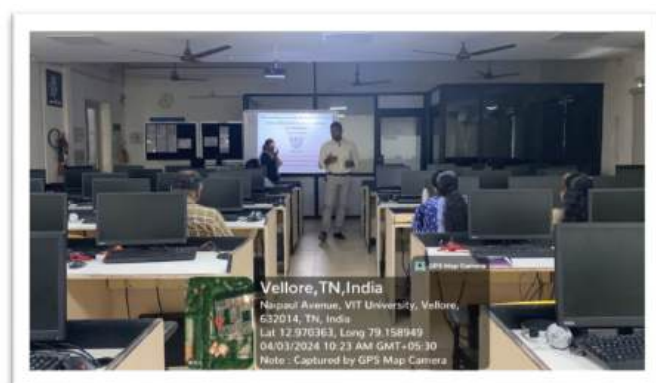 GPS Map Camera
Vellore, TN, India
Naipaul Avenue, VIT University, Vellore,
632014, TN, India
Lat 12.970363, Long 79.158949
04/03/2024 10:23 AM GMT+05:30
Note : Captured by GPS Map Camera